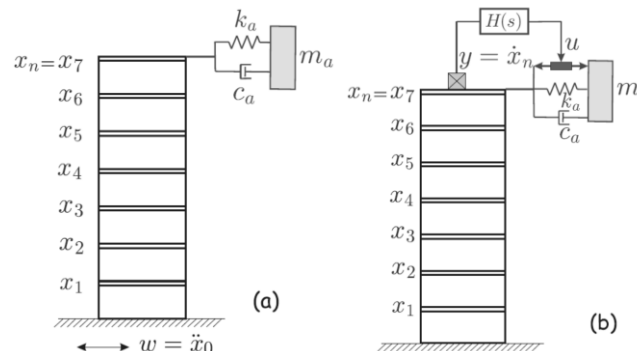 k_a
m_a
c_a
x_n = x_7
x_6
x_5
x_4
x_3
x_2
x_1
(a)
w = ẍ_0
H(s)
y = ẋ_n
u
x_n = x_7
k_a
c_a
m
x_6
x_5
x_4
x_3
x_2
x_1
(b)